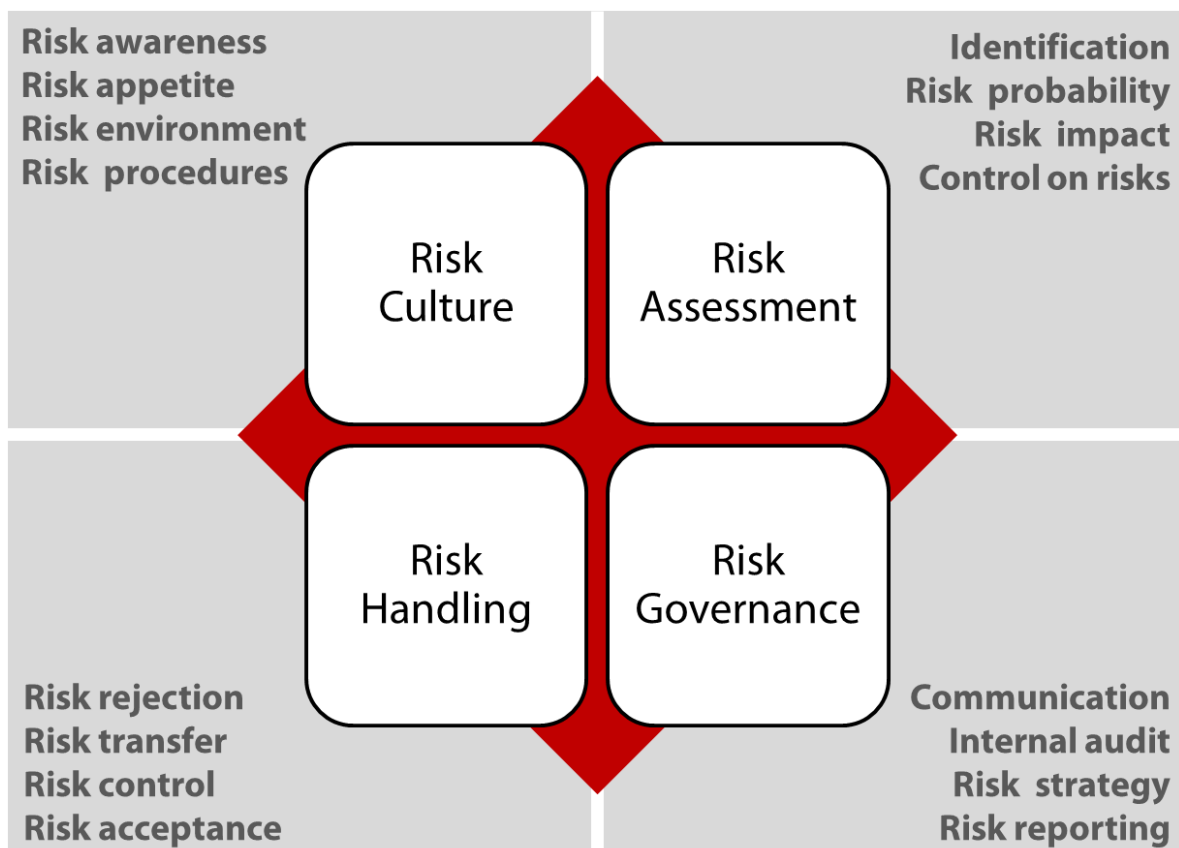 Risk awareness
Risk appetite
Risk environment
Risk procedures
Identification
Risk probability
Risk impact
Control on risks
Risk
Culture
Risk
Assessment
Risk
Handling
Risk
Governance
Risk rejection
Risk transfer
Risk control
Risk acceptance
Communication
Internal audit
Risk strategy
Risk reporting